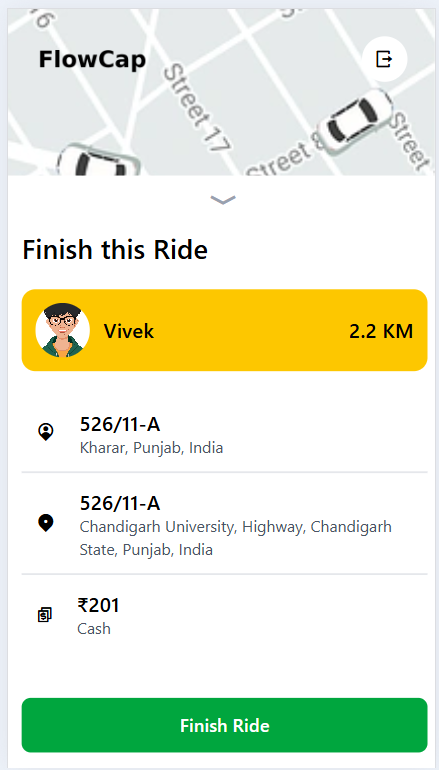 16
FlowCap
Street 17
Street 8
Street
Finish this Ride
Vivek
2.2 KM
526/11-A
Kharar, Punjab, India
526/11-A
Chandigarh University, Highway, Chandigarh
State, Punjab, India
₹201
Cash
Finish Ride